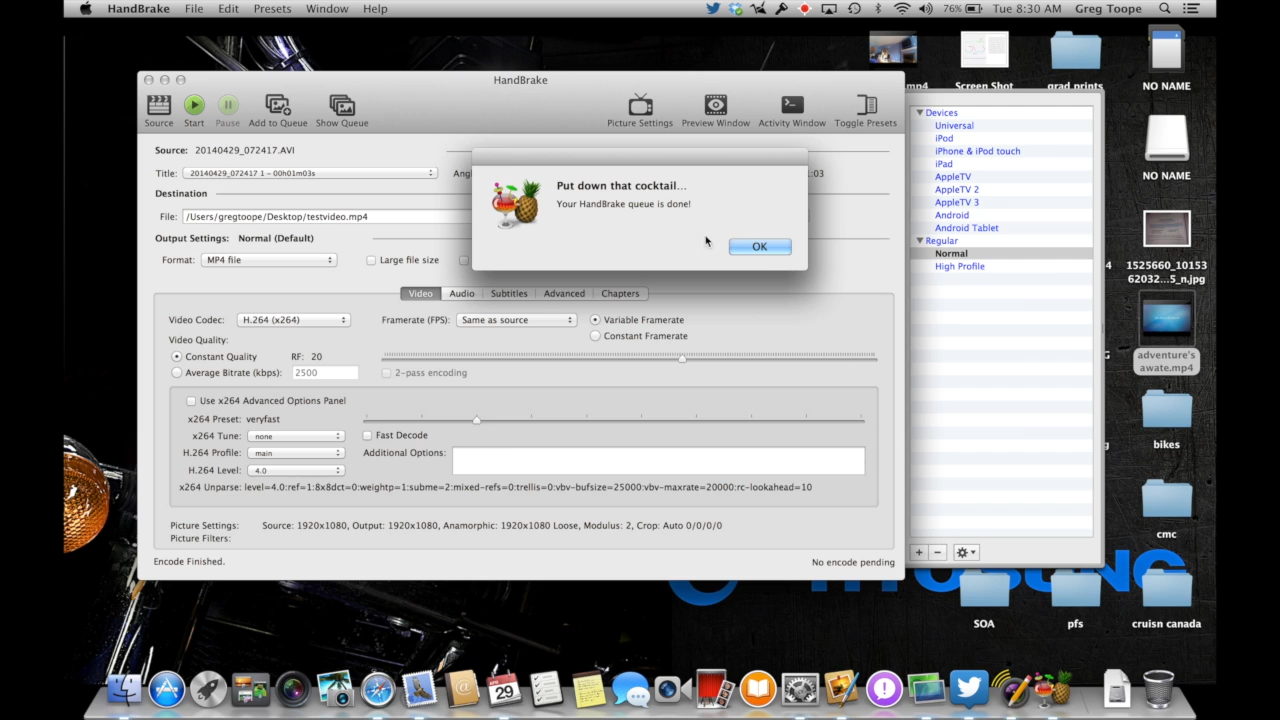 HandBrake File Edit Presets Window Help 76% Tue 8:30 AM Greg Toope
HandBrake
Source Start Pause Add to Queue Show Queue Picture Settings Preview Window Activity Window Toggle Presets
Source: 20140429_072417.AVI
Title: 20140429_072417 1 - 00h01m03s
Destination
File: /Users/gregtoope/Desktop/testvideo.mp4
Output Settings: Normal (Default)
Format: MP4 file Large file size
Put down that cocktail...
Your HandBrake queue is done!
OK
Video Audio Subtitles Advanced Chapters
Video Codec: H.264 (x264) Framerate (FPS): Same as source Variable Framerate
Constant Framerate
Video Quality:
Constant Quality RF: 20
Average Bitrate (kbps): 2500 2-pass encoding
Use x264 Advanced Options Panel
x264 Preset: veryfast
x264 Tune: none Fast Decode
H.264 Profile: main Additional Options:
H.264 Level: 4.0
x264 Unparse: level=4.0:ref=1:8x8dct=0:weightp=1:subme=2:mixed-refs=0:trellis=0:vbv-bufsize=25000:vbv-maxrate=20000:rc-lookahead=10
Picture Settings: Source: 1920x1080, Output: 1920x1080, Anamorphic: 1920x1080 Loose, Modulus: 2, Crop: Auto 0/0/0/0
Picture Filters:
Encode Finished. No encode pending
Devices
Universal
iPod
iPhone & iPod touch
iPad
AppleTV
AppleTV 2
AppleTV 3
Android
Android Tablet
Regular
Normal
High Profile
Screen Shot
grad prints
NO NAME
NO NAME
1525660_10153
62032...5_n.jpg
adventure's
awate.mp4
bikes
cmc
SOA
pfs
cruisn canada
APR
29